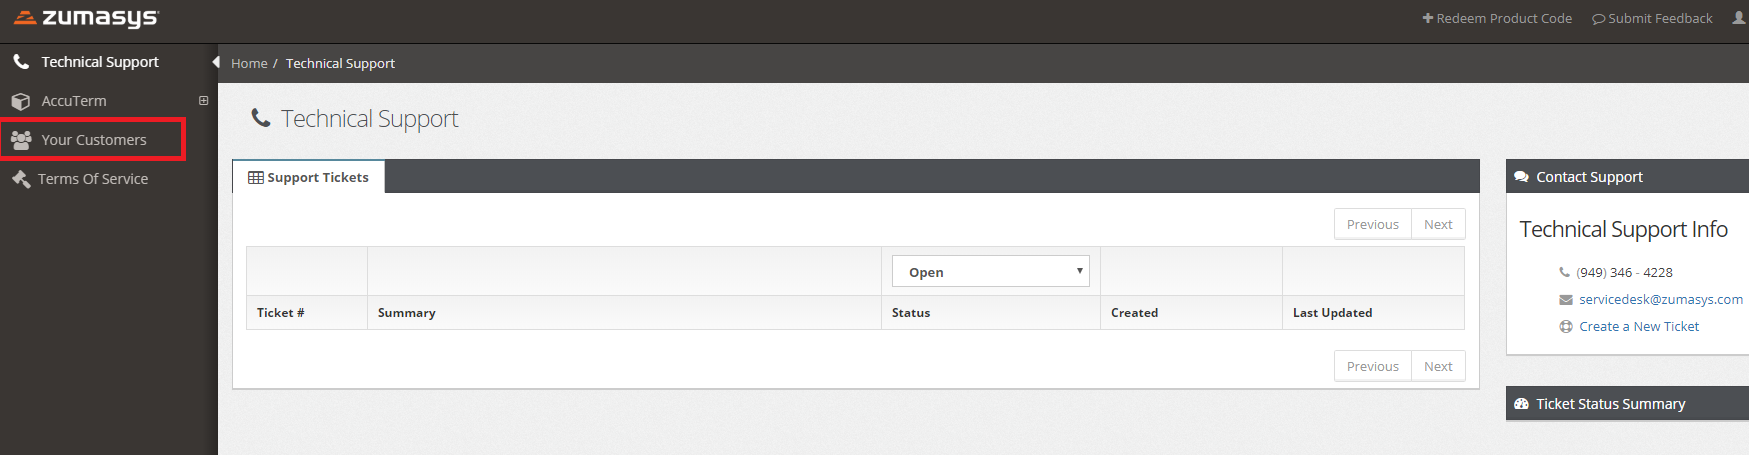 zumasys
Redeem Product Code Submit Feedback
Technical Support
AccuTerm
Your Customers
Terms Of Service
Home / Technical Support
Technical Support
Support Tickets
Previous Next
Open
Ticket # Summary Status Created Last Updated
Previous Next
Contact Support
Technical Support Info
(949) 346 - 4228
servicedesk@zumasys.com
Create a New Ticket
Ticket Status Summary